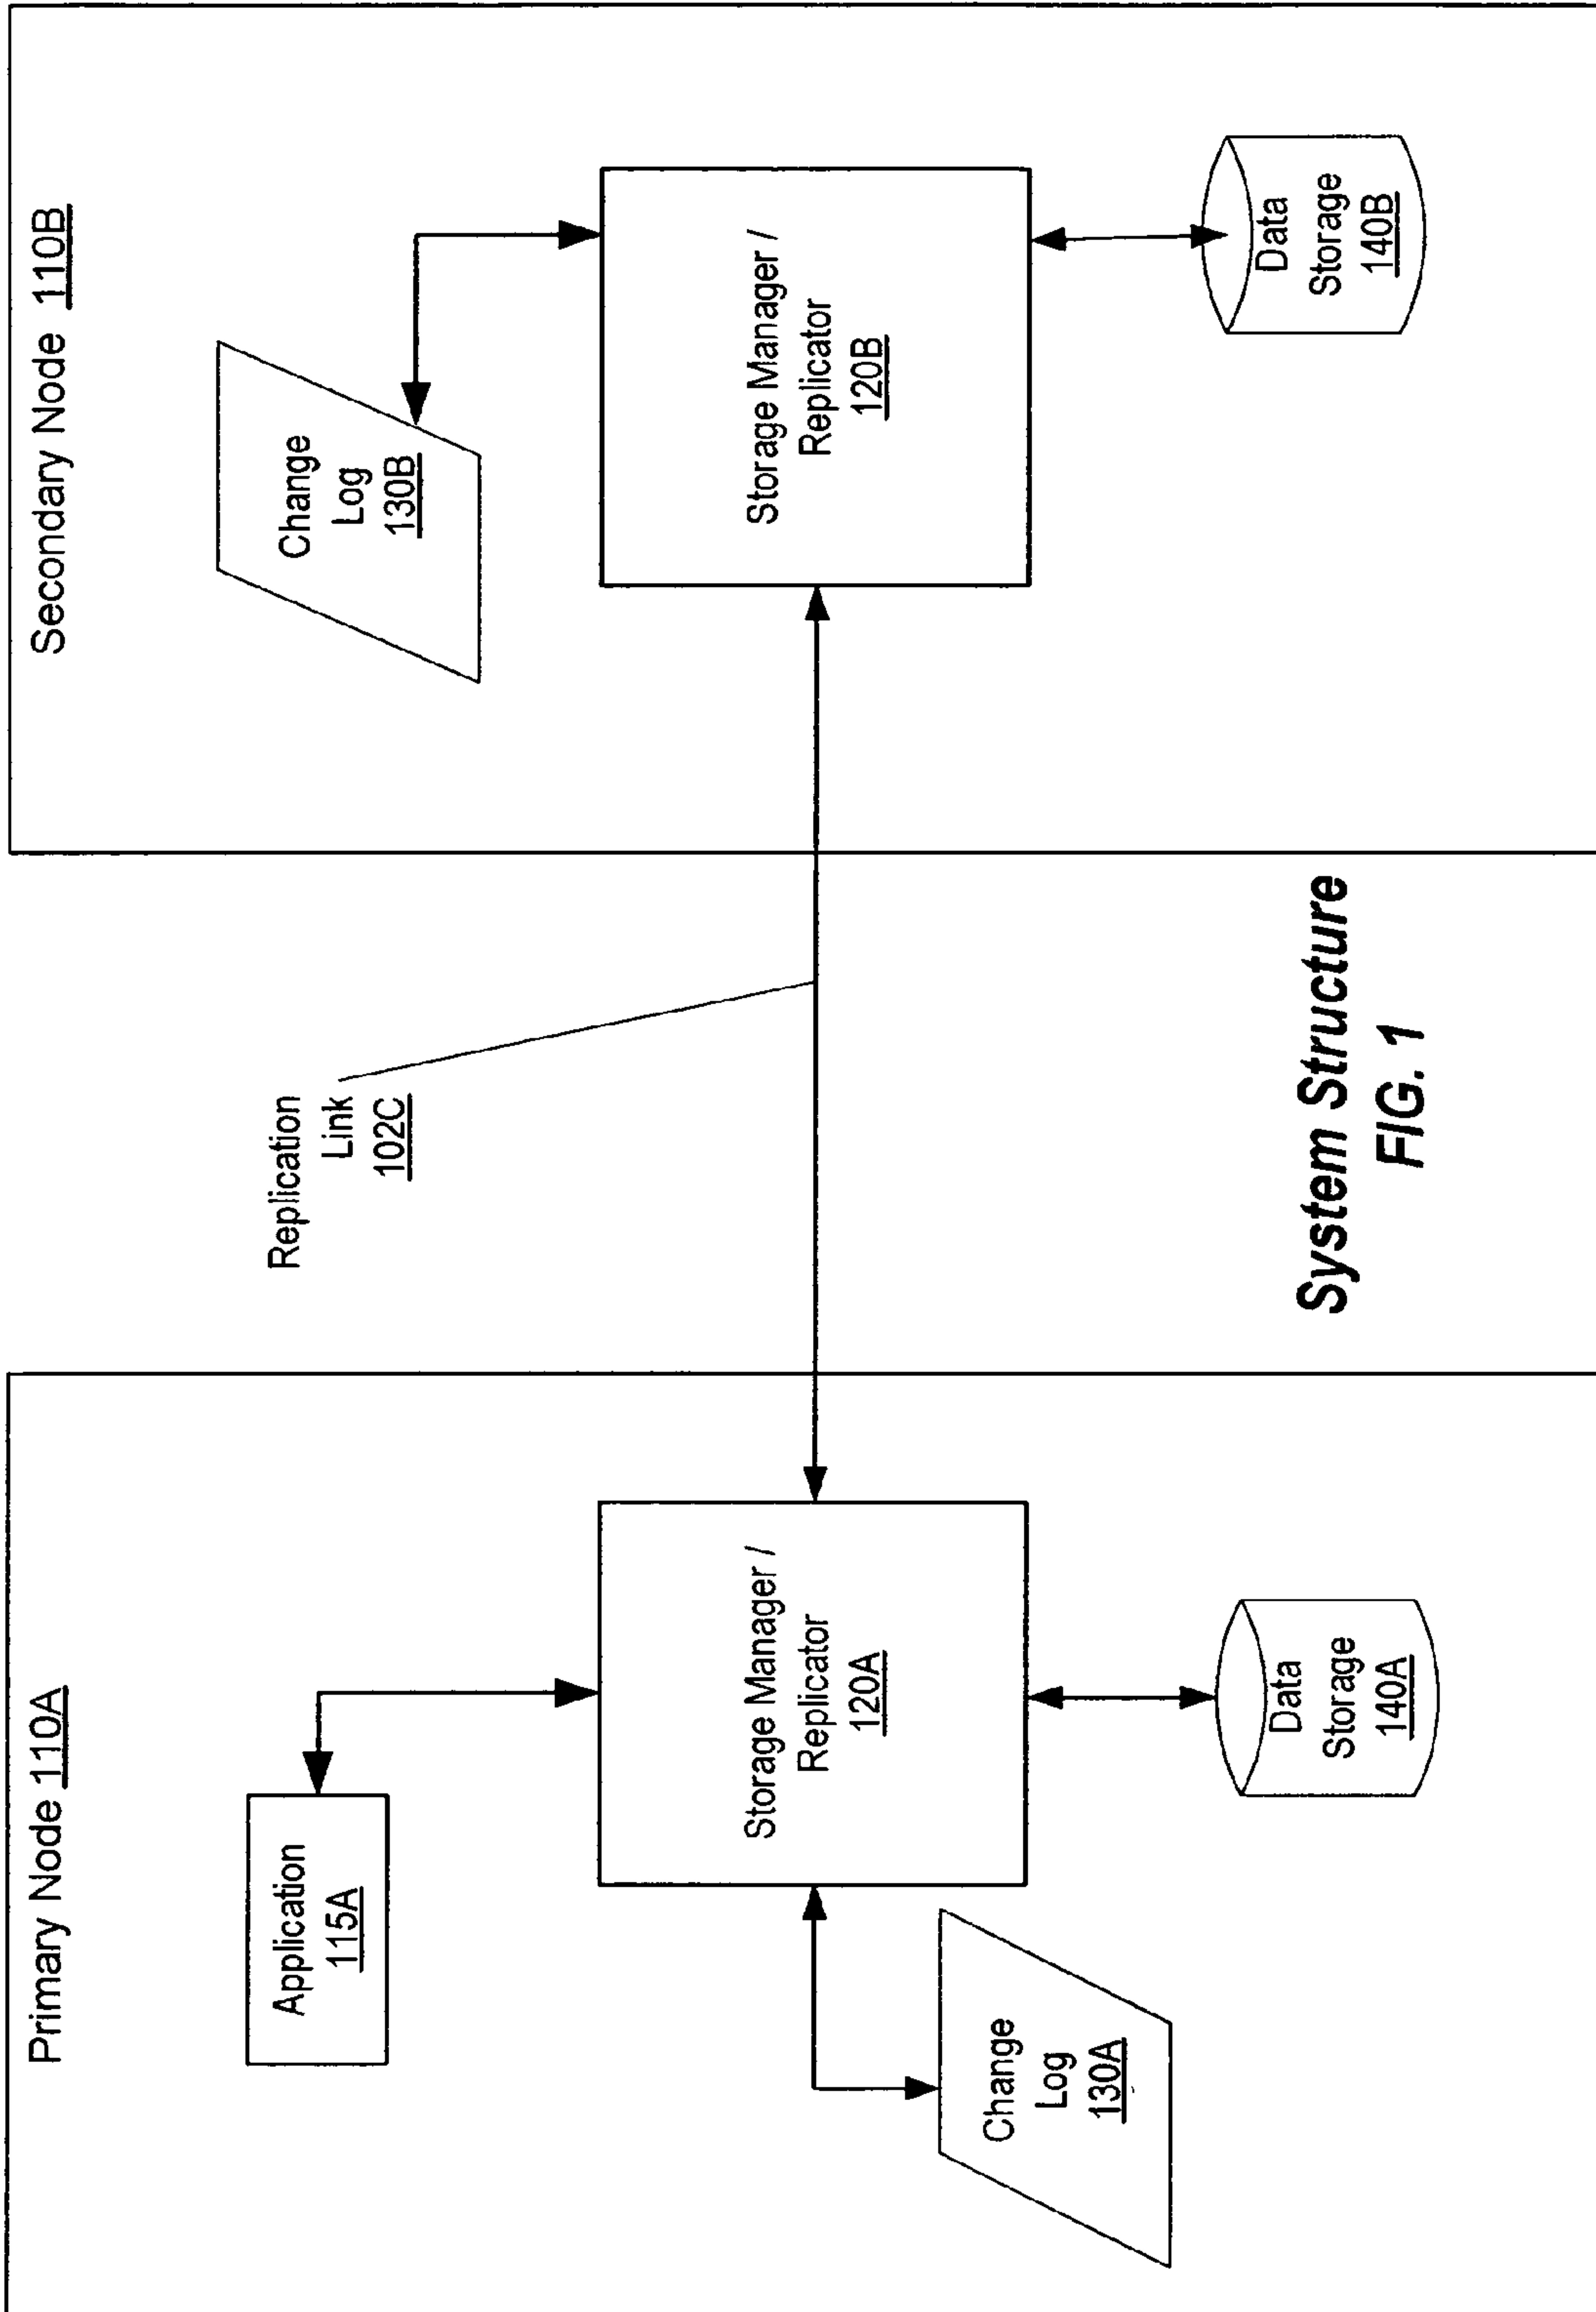 Primary Node 110A
Application
115A
Storage Manager /
Replicator
120A
Change
Log
130A
Data
Storage
140A
Replication
Link
102C
Secondary Node 110B
Change
Log
130B
Storage Manager /
Replicator
120B
Data
Storage
140B
System Structure
FIG. 1